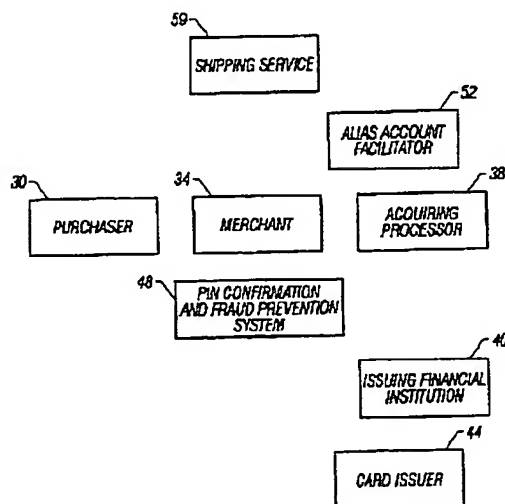 59
SHIPPING SERVICE
52
ALIAS ACCOUNT
FACILITATOR
30
PURCHASER
34
MERCHANT
38
ACQUIRING
PROCESSOR
48
PIN CONFIRMATION
AND FRAUD PREVENTION
SYSTEM
40
ISSUING FINANCIAL
INSTITUTION
44
CARD ISSUER